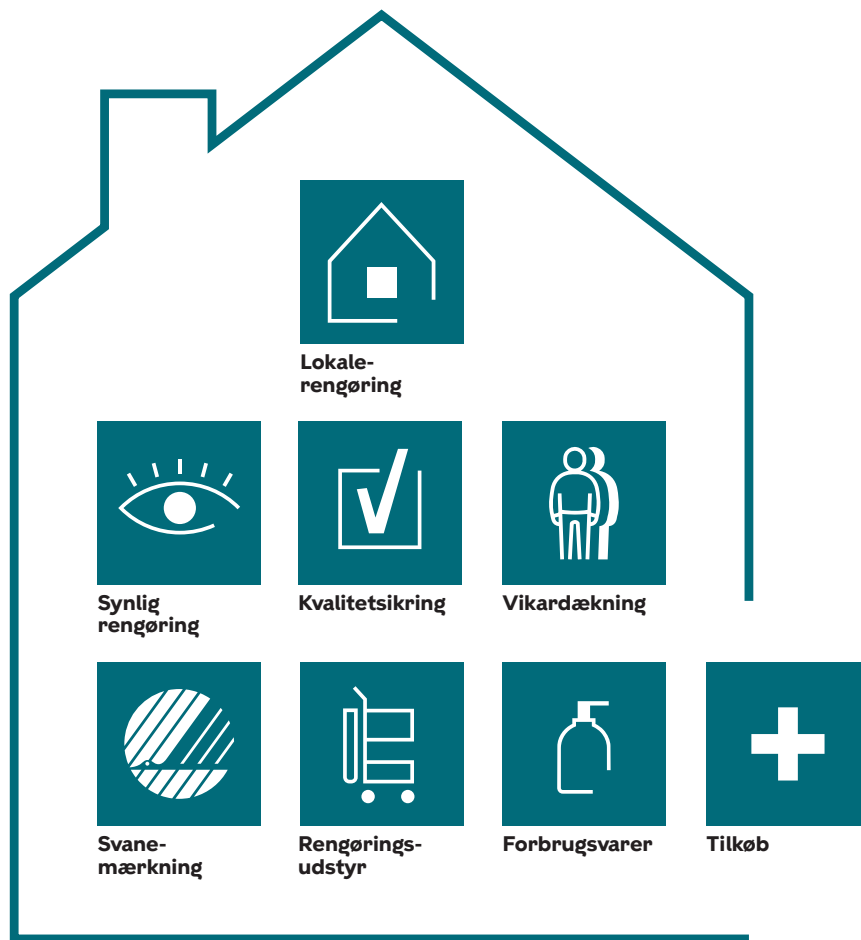 Lokale-
rengøring
Synlig
rengøring
Kvalitetsikring
Vikardækning
Svane-
mærkning
Rengørings-
udstyr
Forbrugsvarer
Tilkøb